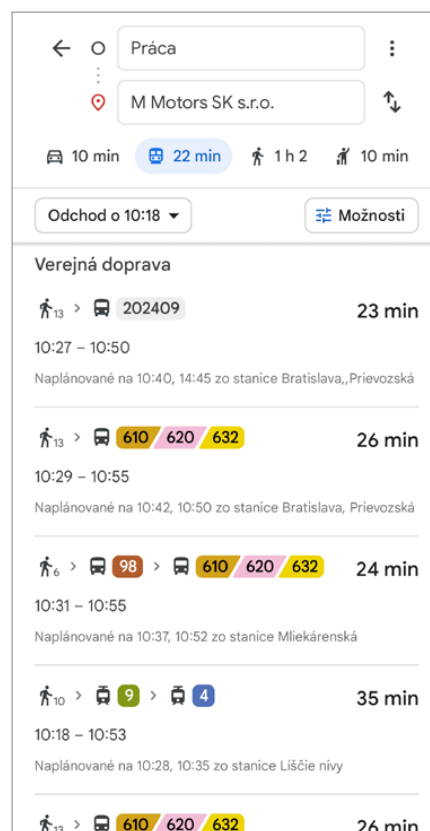 Práca
M Motors SK s.r.o.
10 min 22 min 1 h 2 10 min
Odchod o 10:18 Možnosti
Verejná doprava
13 > 202409 23 min
10:27 – 10:50
Naplánované na 10:40, 14:45 zo stanice Bratislava,,Prievozská
13 > 610 620 632 26 min
10:29 – 10:55
Naplánované na 10:42, 10:50 zo stanice Bratislava, Prievozská
6 > 98 > 610 620 632 24 min
10:31 – 10:55
Naplánované na 10:37, 10:52 zo stanice Mliekárenská
10 > 9 > 4 35 min
10:18 – 10:53
Naplánované na 10:28, 10:35 zo stanice Líščie nivy
13 > 610 620 632 26 min